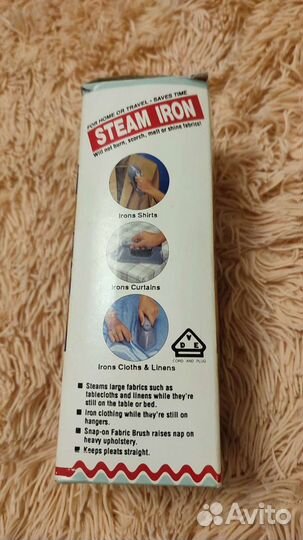 FOR HOME OR TRAVEL - SAVES TIME
STEAM IRON
Will not burn, scorch, melt or shine fabrics!
Irons Shirts
Irons Curtains
V
D E
CORD AND PLUG
Irons Cloths & Linens
■ Steams large fabrics such as
tablecloths and linens while they're
still on the table or bed.
■ Iron clothing while they're still on
hangers.
■ Snap-on Fabric Brush raises nap on
heavy upholstery.
■ Keeps pleats straight.
Avito